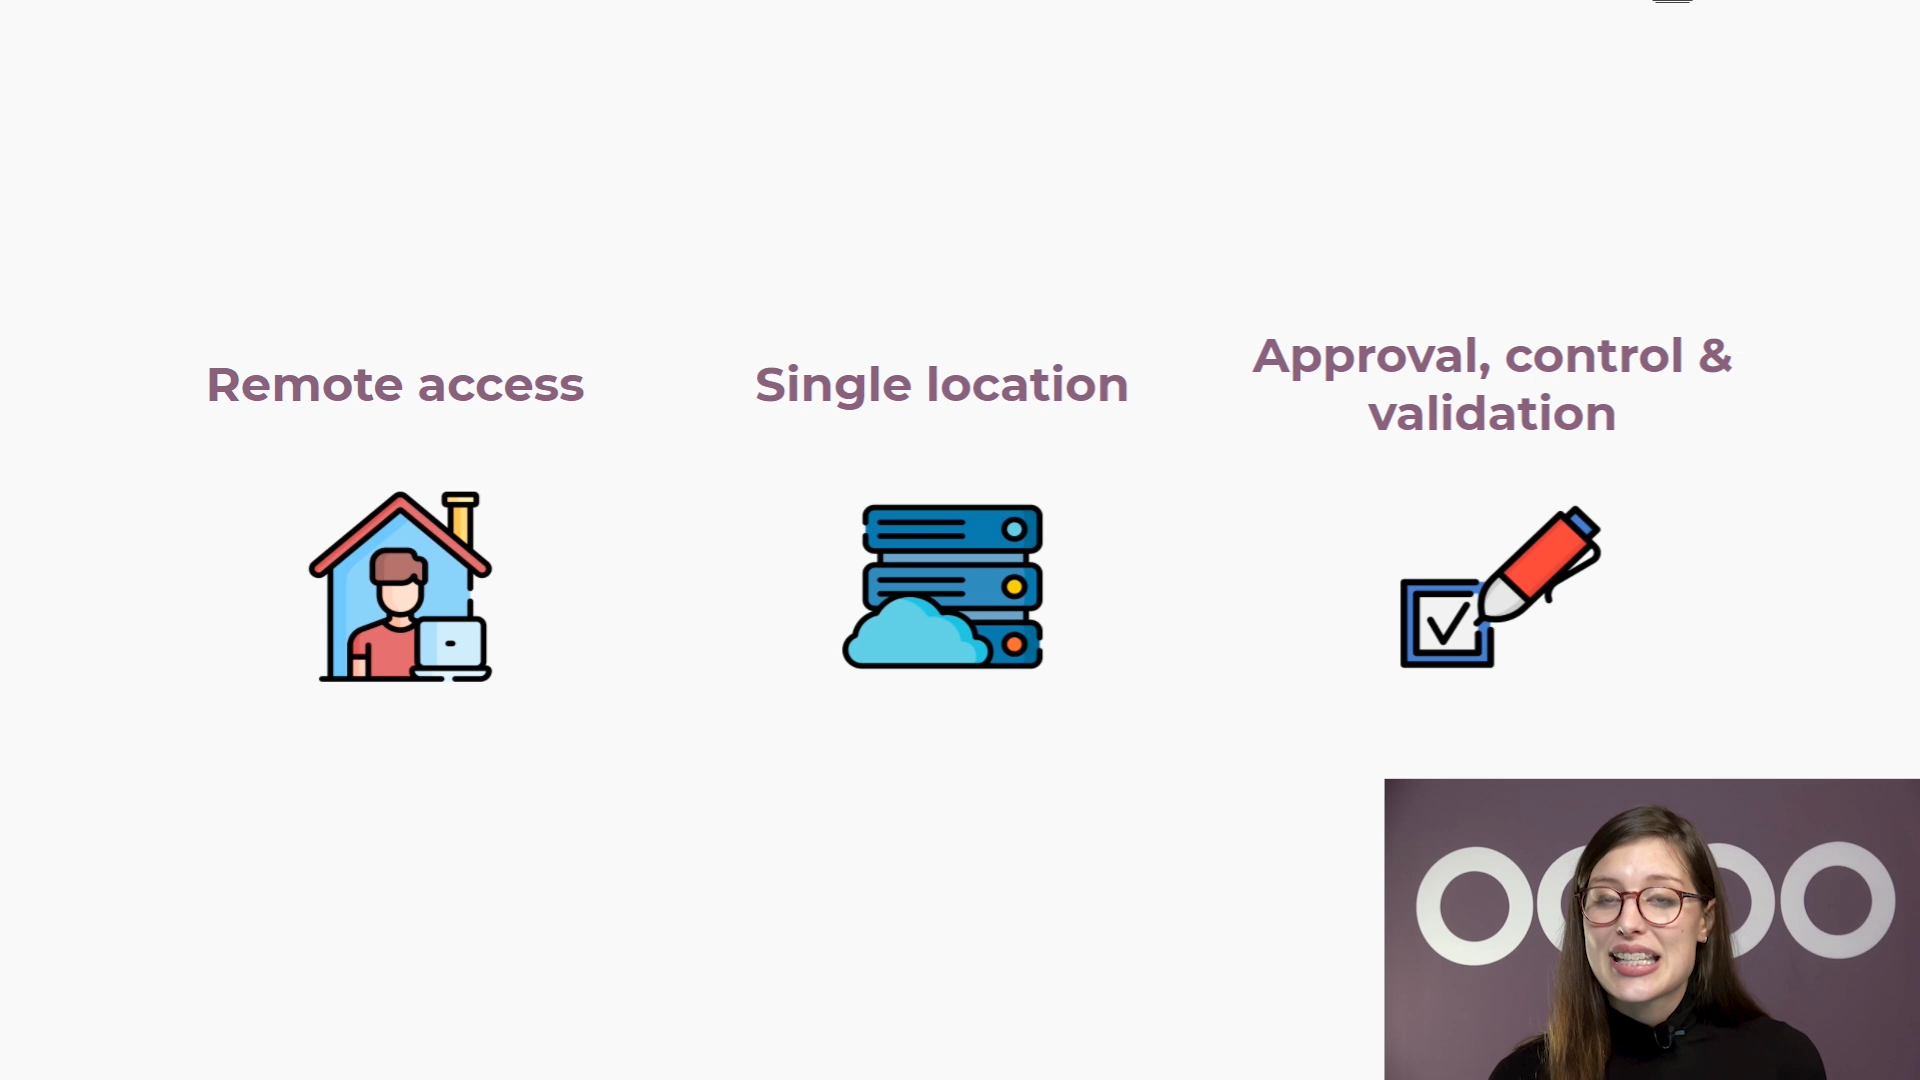 Remote access
Single location
Approval, control &
validation